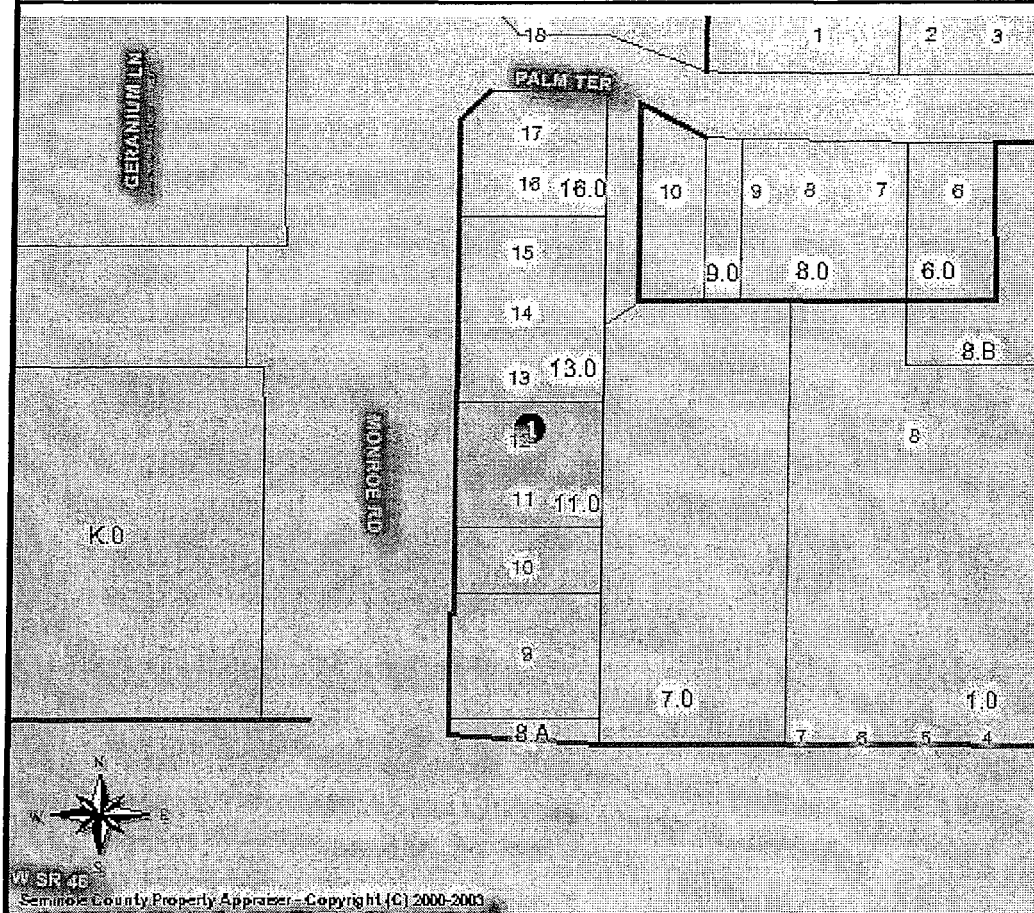 18
1
2
3
PALM TER
GERANIUM LN
17
16 16.0
10
9
8
7
6
15
9.0
8.0
6.0
14
8.B
13 13.0
1
12
8
MONROE RD
11 11.0
K.0
10
9
7.0
1.0
8.A
7
6
5
4
N
W
E
S
W SR 46
Seminole County Property Appraiser - Copyright (C) 2000-2003